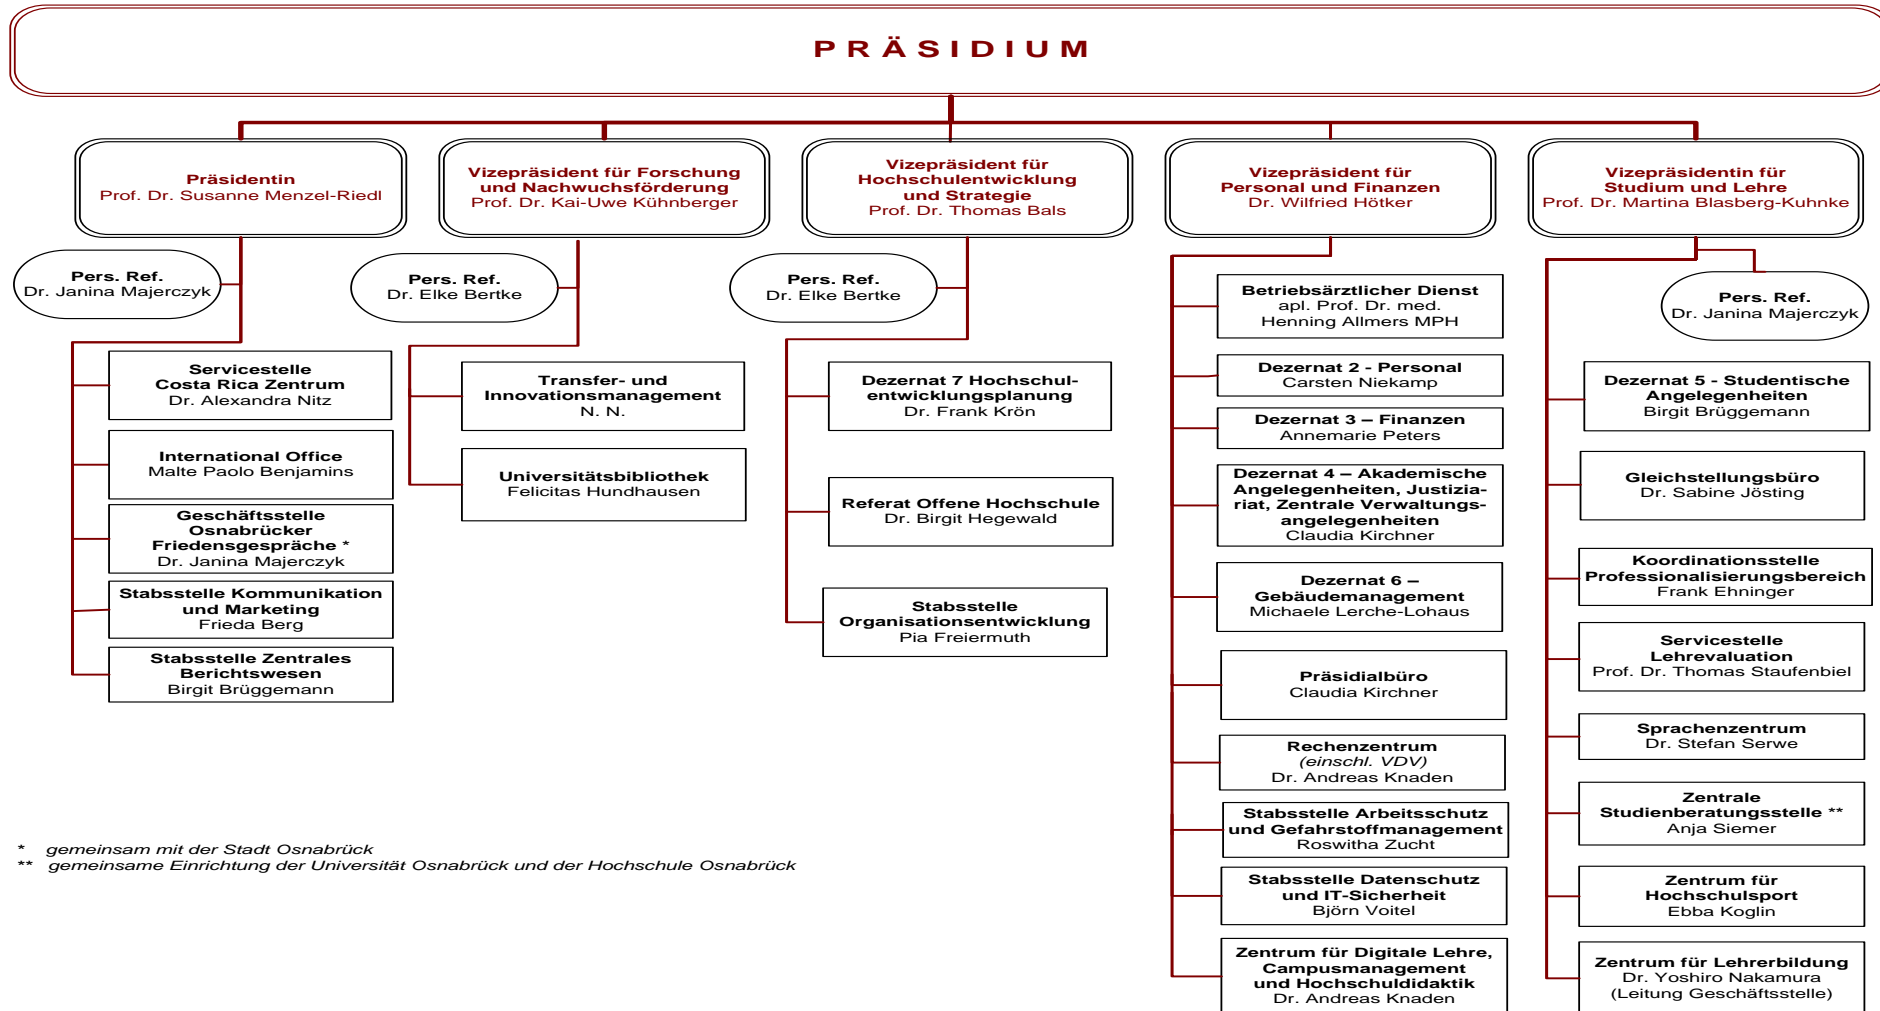 PRÄSIDIUM
Präsidentin
Prof. Dr. Susanne Menzel-Riedl
Pers. Ref.
Dr. Janina Majerczyk
Servicestelle
Costa Rica Zentrum
Dr. Alexandra Nitz
International Office
Malte Paolo Benjamins
Geschäftsstelle
Osnabrücker
Friedensgespräche *
Dr. Janina Majerczyk
Stabsstelle Kommunikation
und Marketing
Frieda Berg
Stabsstelle Zentrales
Berichtswesen
Birgit Brüggemann
Vizepräsident für Forschung
und Nachwuchsförderung
Prof. Dr. Kai-Uwe Kühnberger
Pers. Ref.
Dr. Elke Bertke
Transfer- und
Innovationsmanagement
N. N.
Universitätsbibliothek
Felicitas Hundhausen
Vizepräsident für
Hochschulentwicklung
und Strategie
Prof. Dr. Thomas Bals
Pers. Ref.
Dr. Elke Bertke
Dezernat 7 Hochschul-
entwicklungsplanung
Dr. Frank Krön
Referat Offene Hochschule
Dr. Birgit Hegewald
Stabsstelle
Organisationsentwicklung
Pia Freiermuth
Vizepräsident für
Personal und Finanzen
Dr. Wilfried Hötker
Betriebsärztlicher Dienst
apl. Prof. Dr. med.
Henning Allmers MPH
Dezernat 2 - Personal
Carsten Niekamp
Dezernat 3 – Finanzen
Annemarie Peters
Dezernat 4 – Akademische
Angelegenheiten, Justizia-
riat, Zentrale Verwaltungs-
angelegenheiten
Claudia Kirchner
Dezernat 6 –
Gebäudemanagement
Michaele Lerche-Lohaus
Präsidialbüro
Claudia Kirchner
Rechenzentrum
(einschl. VDV)
Dr. Andreas Knaden
Stabsstelle Arbeitsschutz
und Gefahrstoffmanagement
Roswitha Zucht
Stabsstelle Datenschutz
und IT-Sicherheit
Björn Voitel
Zentrum für Digitale Lehre,
Campusmanagement
und Hochschuldidaktik
Dr. Andreas Knaden
Vizepräsidentin für
Studium und Lehre
Prof. Dr. Martina Blasberg-Kuhnke
Pers. Ref.
Dr. Janina Majerczyk
Dezernat 5 - Studentische
Angelegenheiten
Birgit Brüggemann
Gleichstellungsbüro
Dr. Sabine Jösting
Koordinationsstelle
Professionalisierungsbereich
Frank Ehninger
Servicestelle
Lehrevaluation
Prof. Dr. Thomas Staufenbiel
Sprachenzentrum
Dr. Stefan Serwe
Zentrale
Studienberatungsstelle **
Anja Siemer
Zentrum für
Hochschulsport
Ebba Koglin
Zentrum für Lehrerbildung
Dr. Yoshiro Nakamura
(Leitung Geschäftsstelle)
* gemeinsam mit der Stadt Osnabrück
** gemeinsame Einrichtung der Universität Osnabrück und der Hochschule Osnabrück